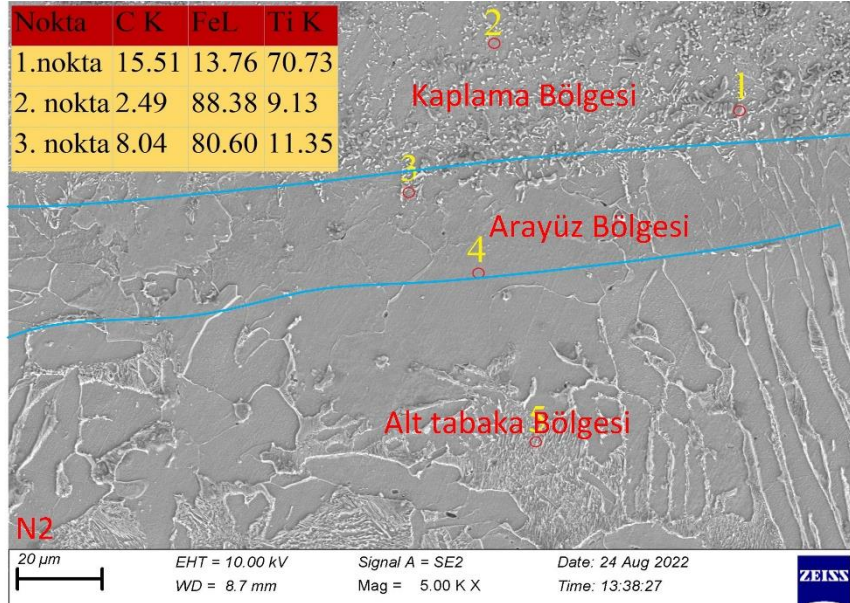 Nokta C K FeL Ti K
1.nokta 15.51 13.76 70.73
2. nokta 2.49 88.38 9.13
3. nokta 8.04 80.60 11.35
2
Kaplama Bölgesi
1
3
Arayüz Bölgesi
4
Alt tabaka Bölgesi
5
N2
20 µm
EHT = 10.00 kV
Signal A = SE2
Date: 24 Aug 2022
WD = 8.7 mm
Mag = 5.00 K X
Time: 13:38:27
ZEISS